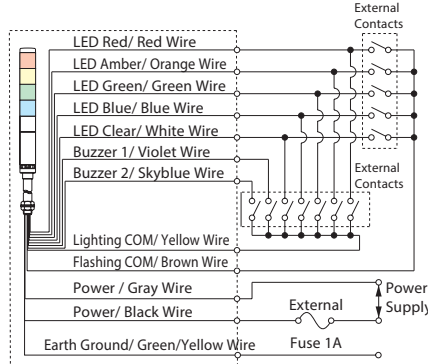 External
Contacts
LED Red/ Red Wire
LED Amber/ Orange Wire
LED Green/ Green Wire
LED Blue/ Blue Wire
LED Clear/ White Wire
Buzzer 1/ Violet Wire
Buzzer 2/ Skyblue Wire
External
Contacts
Lighting COM/ Yellow Wire
Flashing COM/ Brown Wire
Power / Gray Wire
Power
Supply
External
Power/ Black Wire
Fuse 1A
Earth Ground/ Green/Yellow Wire